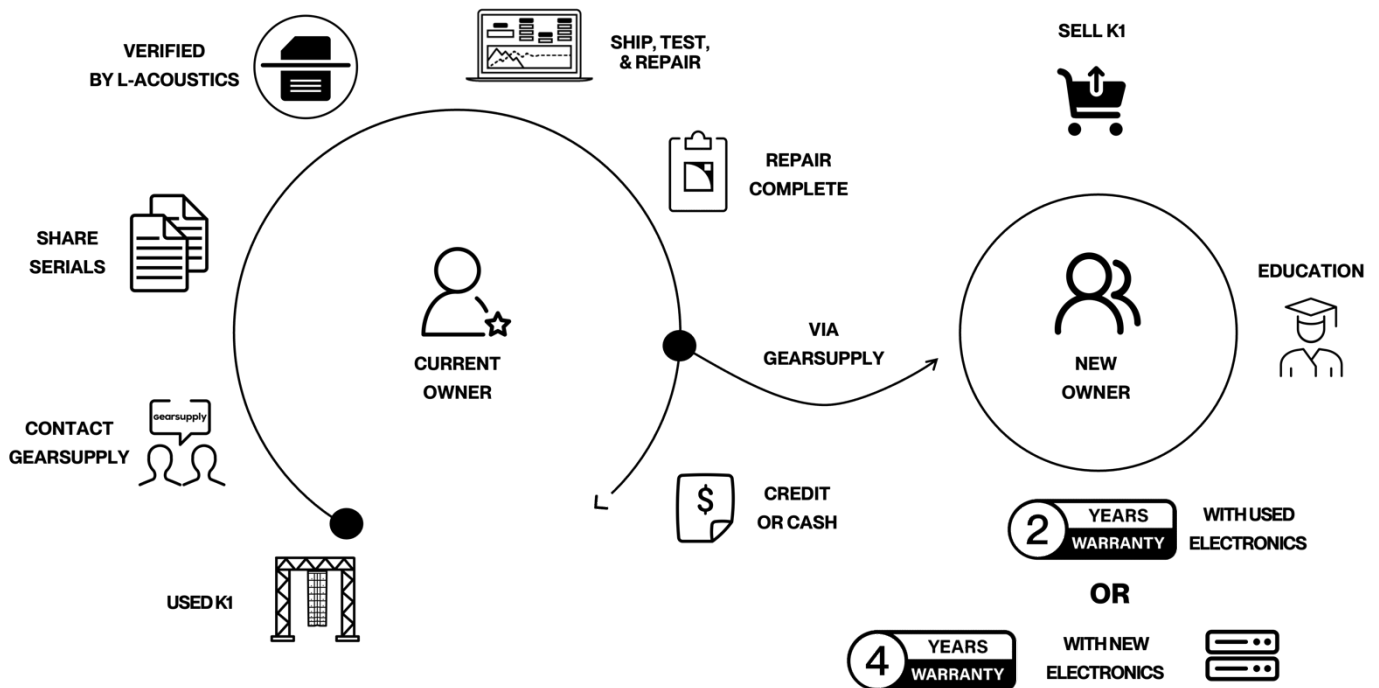 VERIFIED
BY L-ACOUSTICS
SHIP, TEST,
& REPAIR
SELL K1
REPAIR
COMPLETE
SHARE
SERIALS
EDUCATION
CURRENT
OWNER
VIA
GEARSUPPLY
NEW
OWNER
Gearsupply
CONTACT
GEARSUPPLY
$
CREDIT
OR CASH
2
YEARS
WARRANTY
WITH USED
ELECTRONICS
USED K1
OR
4
YEARS
WARRANTY
WITH NEW
ELECTRONICS